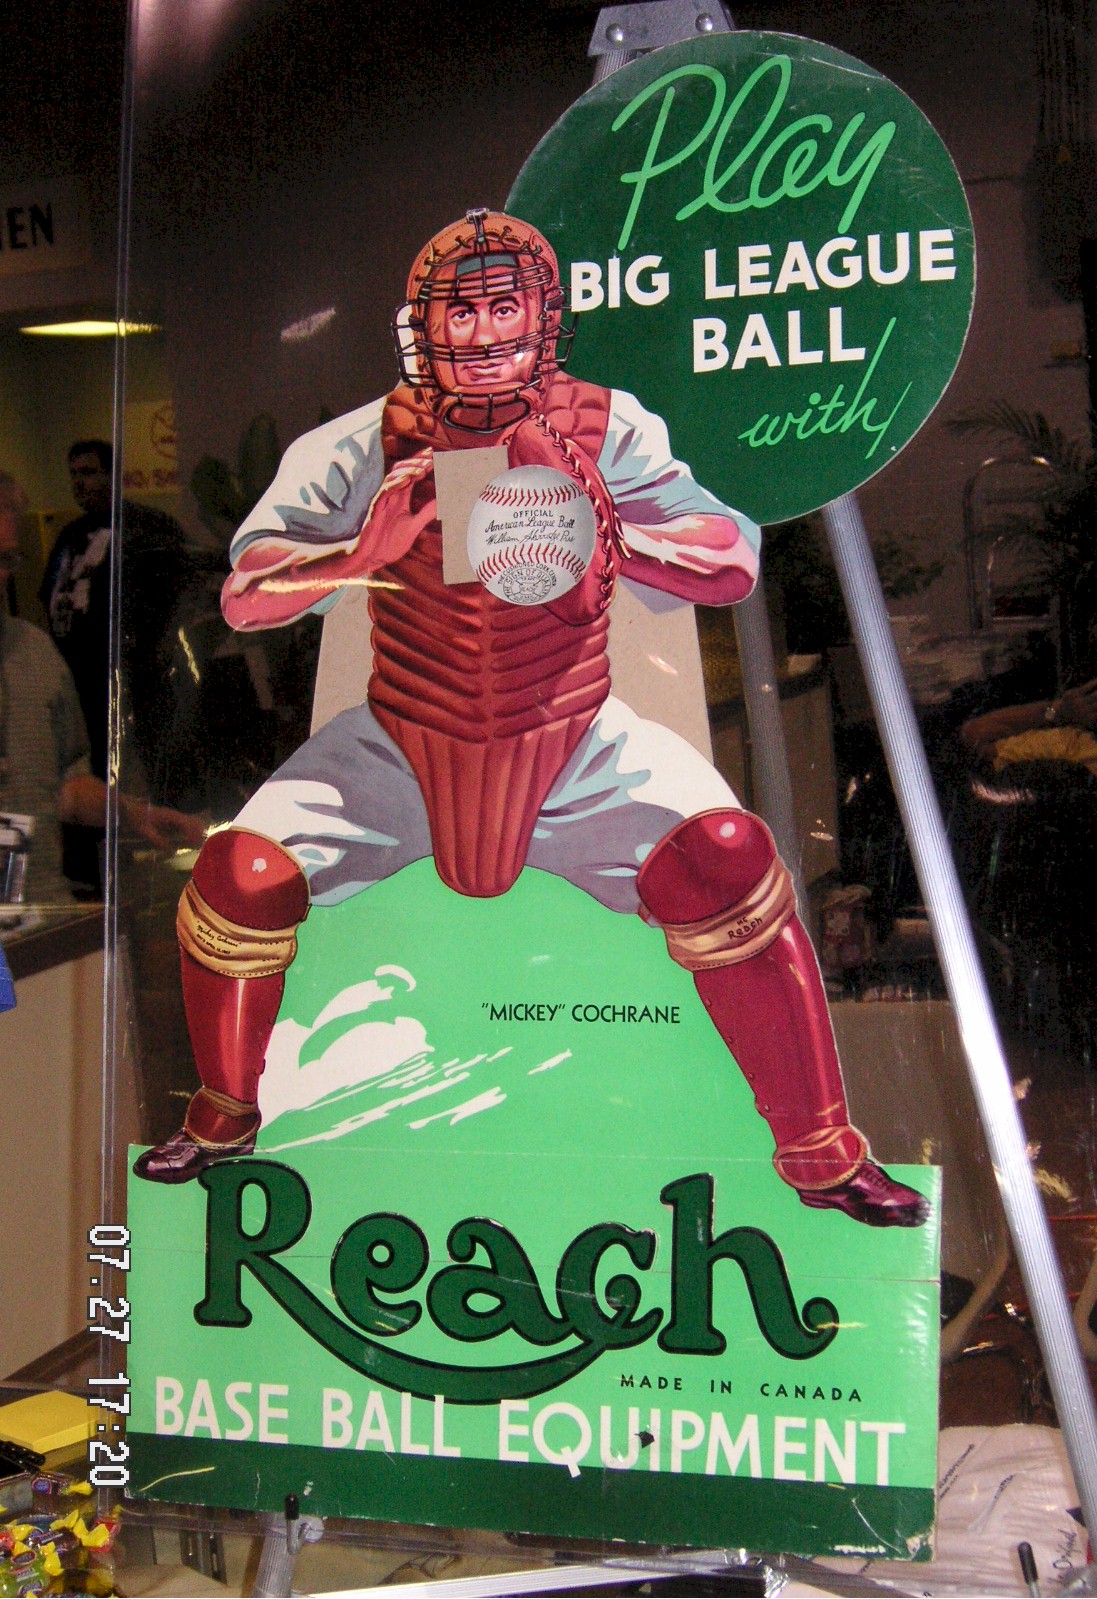 Play
BIG LEAGUE
BALL
with
OFFICIAL
American League Ball
"MICKEY" COCHRANE
Reach
Reach
MADE IN CANADA
BASE BALL EQUIPMENT
07.27 17:20